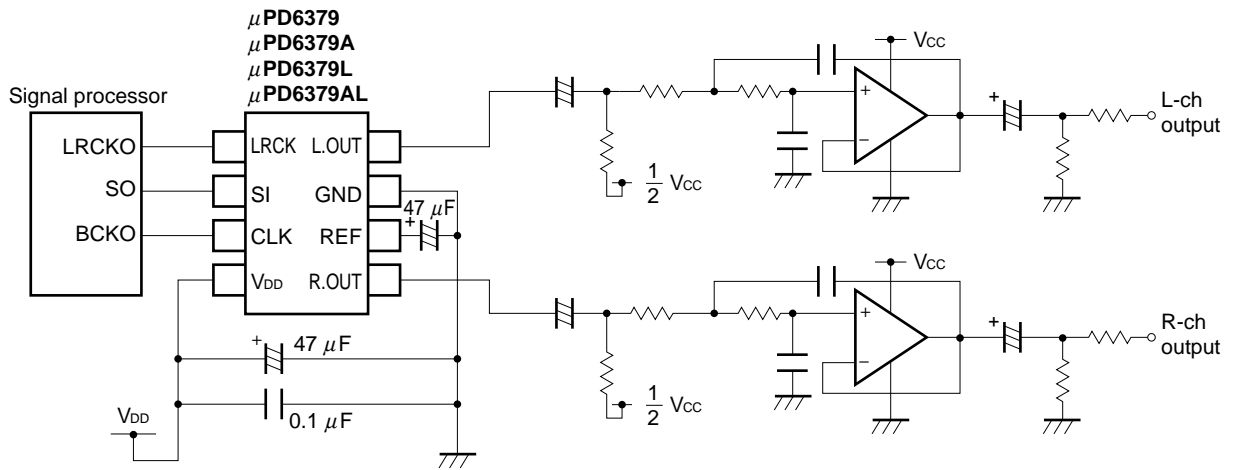 μPD6379
μPD6379A
μPD6379L
μPD6379AL
Signal processor
LRCKO
SO
BCKO
LRCK
SI
CLK
VDD
L.OUT
GND
REF
R.OUT
47 μF
+
+
47 μF
0.1 μF
VDD
1/2 VCC
VCC
+
−
+
L-ch
output
1/2 VCC
VCC
+
−
+
R-ch
output